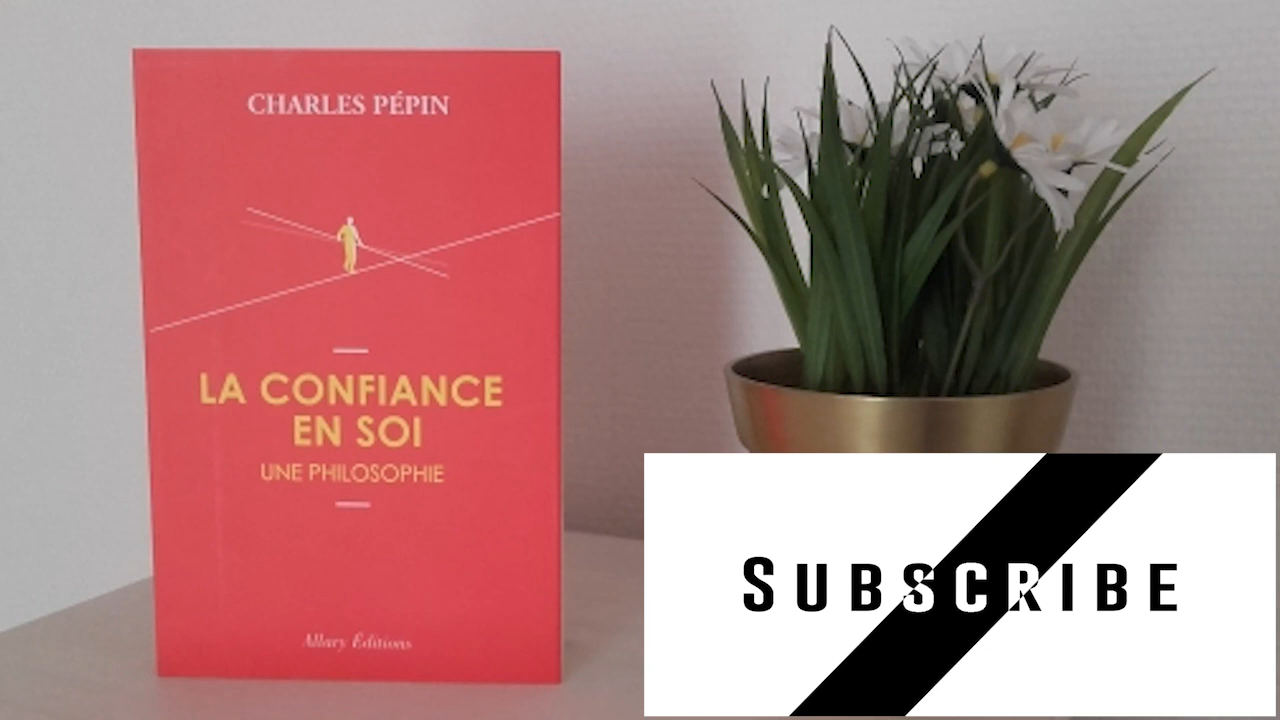 CHARLES PÉPIN
LA CONFIANCE
EN SOI
UNE PHILOSOPHIE
Allary Éditions
SUBSCRIBE